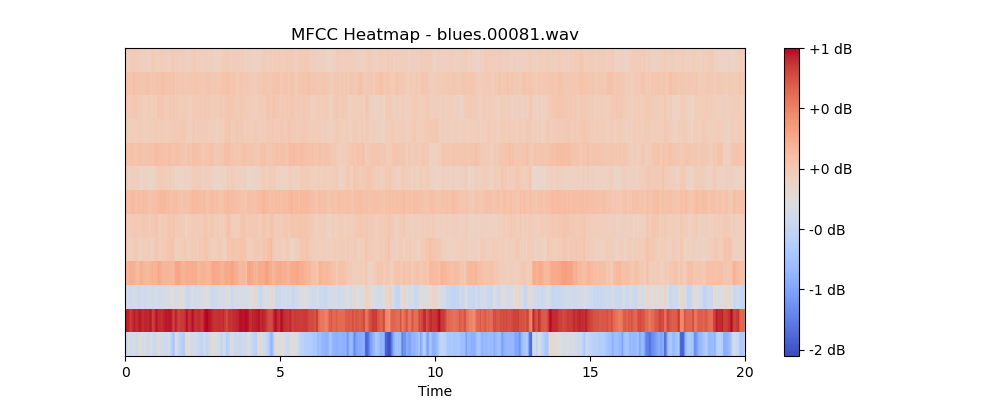 MFCC Heatmap - blues.00081.wav
+1 dB
+0 dB
+0 dB
-0 dB
-1 dB
-2 dB
0 5 10 15 20
Time